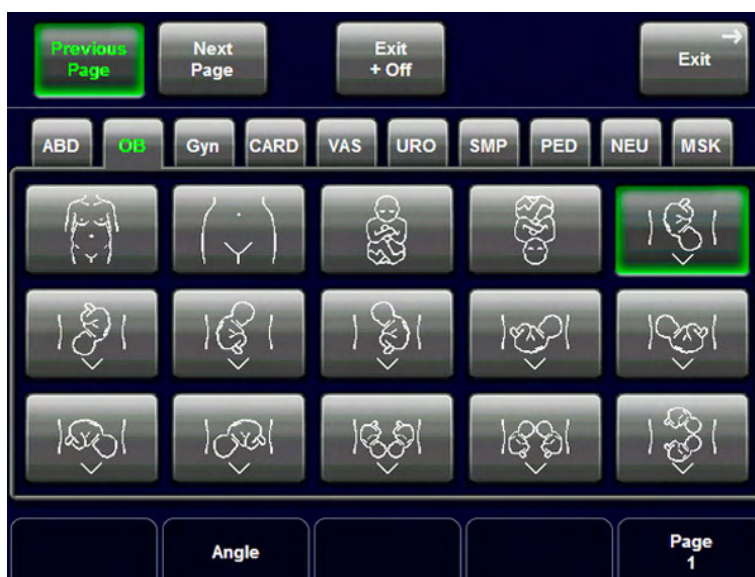 Previous
Page
Next
Page
Exit
+ Off
Exit
ABD OB Gyn CARD VAS URO SMP PED NEU MSK
Angle
Page
1